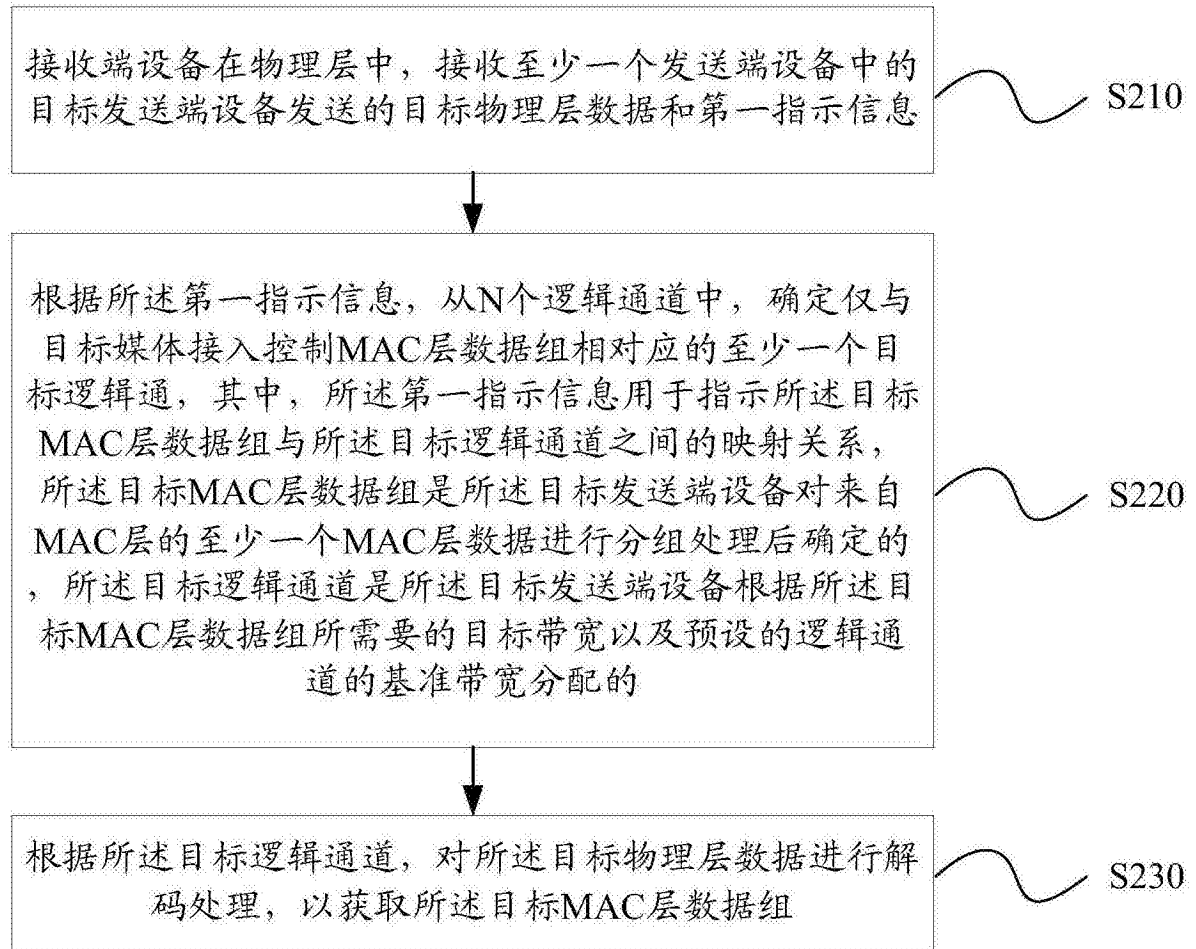 接收端设备在物理层中，接收至少一个发送端设备中的
目标发送端设备发送的目标物理层数据和第一指示信息
S210
根据所述第一指示信息，从N个逻辑通道中，确定仅与
目标媒体接入控制MAC层数据组相对应的至少一个目
标逻辑通，其中，所述第一指示信息用于指示所述目标
MAC层数据组与所述目标逻辑通道之间的映射关系，
所述目标MAC层数据组是所述目标发送端设备对来自
MAC层的至少一个MAC层数据进行分组处理后确定的
，所述目标逻辑通道是所述目标发送端设备根据所述目
标MAC层数据组所需要的目标带宽以及预设的逻辑通
道的基准带宽分配的
S220
根据所述目标逻辑通道，对所述目标物理层数据进行解
码处理，以获取所述目标MAC层数据组
S230